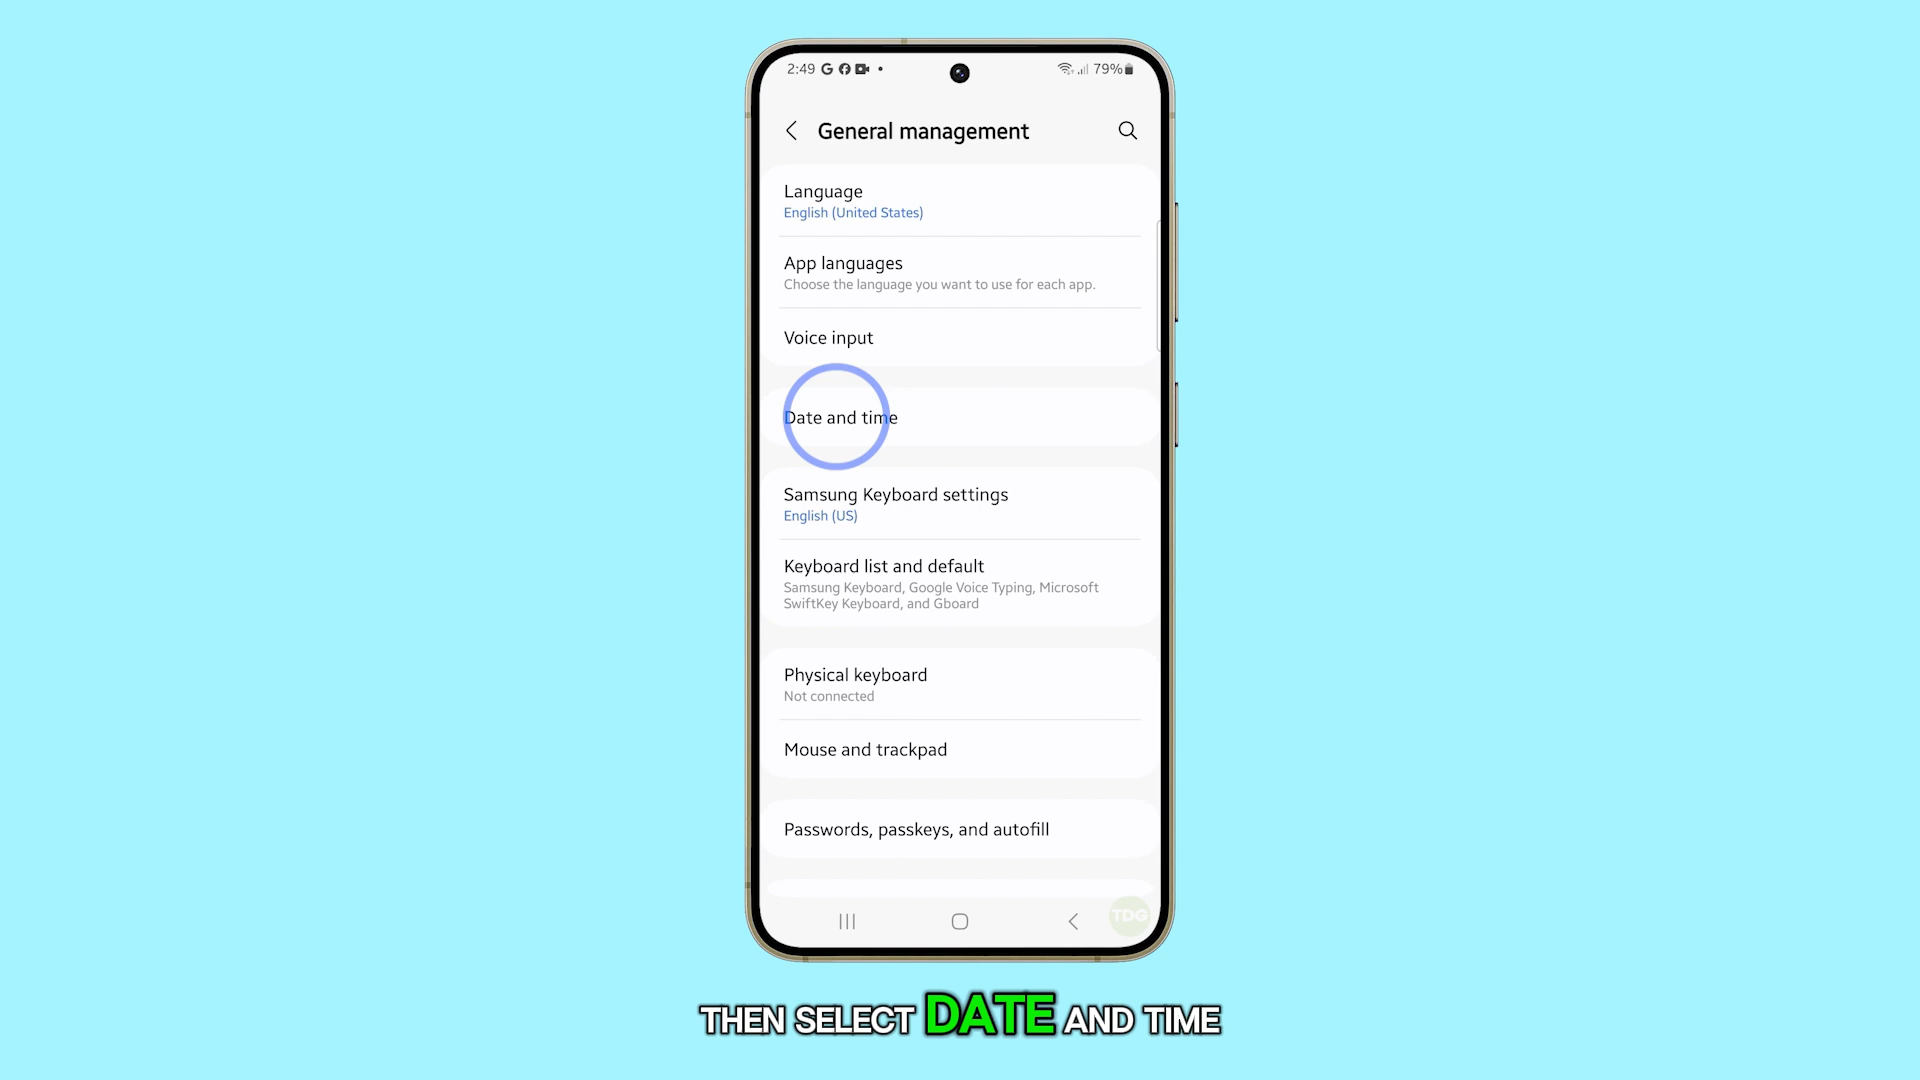 2:49
79%
General management
Language
English (United States)
App languages
Choose the language you want to use for each app.
Voice input
Date and time
Samsung Keyboard settings
English (US)
Keyboard list and default
Samsung Keyboard, Google Voice Typing, Microsoft
SwiftKey Keyboard, and Gboard
Physical keyboard
Not connected
Mouse and trackpad
Passwords, passkeys, and autofill
TDG
THEN SELECT DATE AND TIME